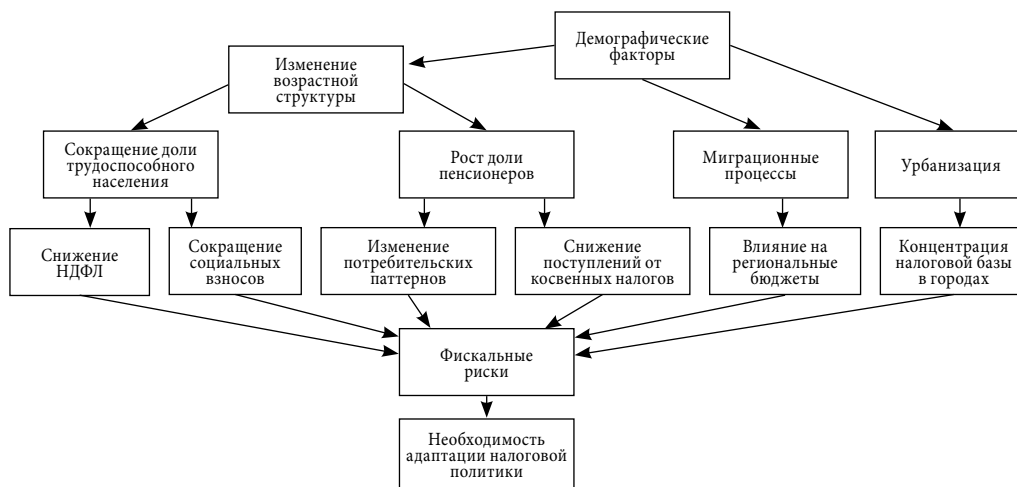 Демографические
факторы
Изменение
возрастной
структуры
Сокращение доли
трудоспособного
населения
Рост доли
пенсионеров
Миграционные
процессы
Урбанизация
Снижение
НДФЛ
Сокращение
социальных
взносов
Изменение
потребительских
паттернов
Снижение
поступлений от
косвенных налогов
Влияние на
региональные
бюджеты
Концентрация
налоговой базы
в городах
Фискальные
риски
Необходимость
адаптации налоговой
политики